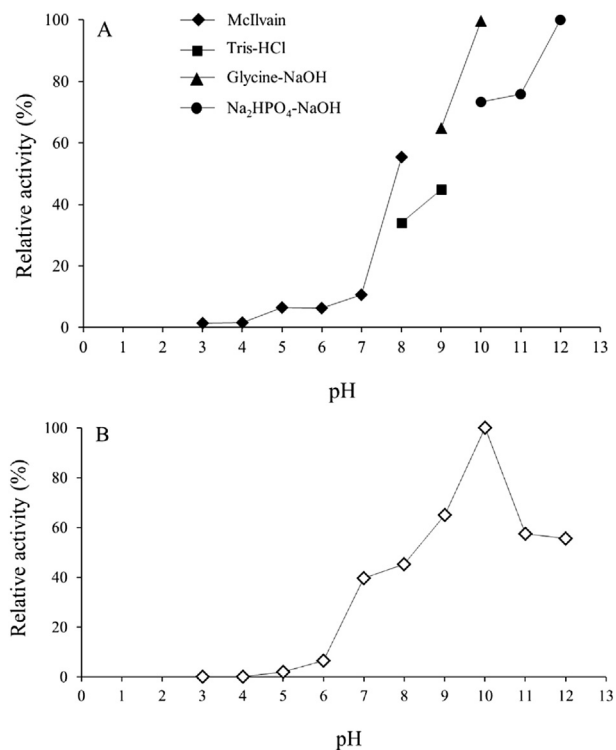 A
McIlvain
Tris-HCl
Glycine-NaOH
Na₂HPO₄-NaOH
100
80
60
40
20
0
Relative activity (%)
0 1 2 3 4 5 6 7 8 9 10 11 12 13
pH
B
100
80
60
40
20
0
Relative activity (%)
0 1 2 3 4 5 6 7 8 9 10 11 12 13
pH